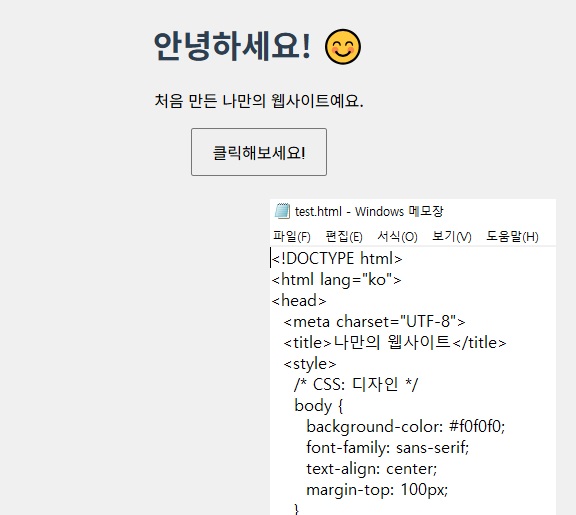 안녕하세요! 😊
처음 만든 나만의 웹사이트예요.
클릭해보세요!
test.html - Windows 메모장
파일(F) 편집(E) 서식(O) 보기(V) 도움말(H)
<!DOCTYPE html>
<html lang="ko">
<head>
<meta charset="UTF-8">
<title>나만의 웹사이트</title>
<style>
/* CSS: 디자인 */
body {
background-color: #f0f0f0;
font-family: sans-serif;
text-align: center;
margin-top: 100px;
}